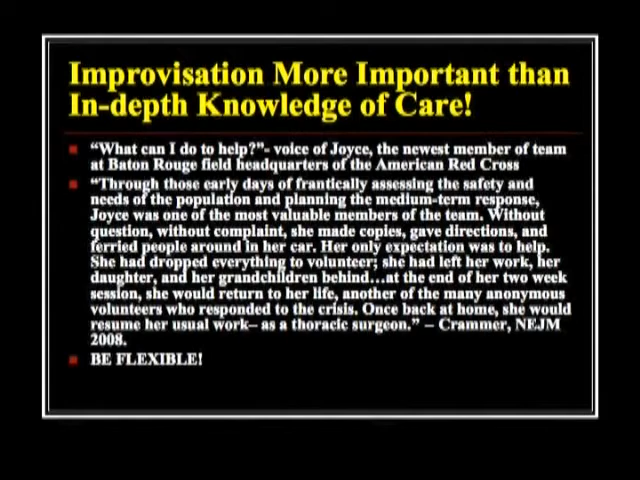 Improvisation More Important than
In-depth Knowledge of Care!
“What can I do to help?”- voice of Joyce, the newest member of team
at Baton Rouge field headquarters of the American Red Cross
“Through those early days of frantically assessing the safety and
needs of the population and planning the medium-term response,
Joyce was one of the most valuable members of the team. Without
question, without complaint, she made copies, gave directions, and
ferried people around in her car. Her only expectation was to help.
She had dropped everything to volunteer; she had left her work, her
daughter, and her grandchildren behind…at the end of her two week
session, she would return to her life, another of the many anonymous
volunteers who responded to the crisis. Once back at home, she would
resume her usual work– as a thoracic surgeon.” – Crammer, NEJM
2008.
BE FLEXIBLE!